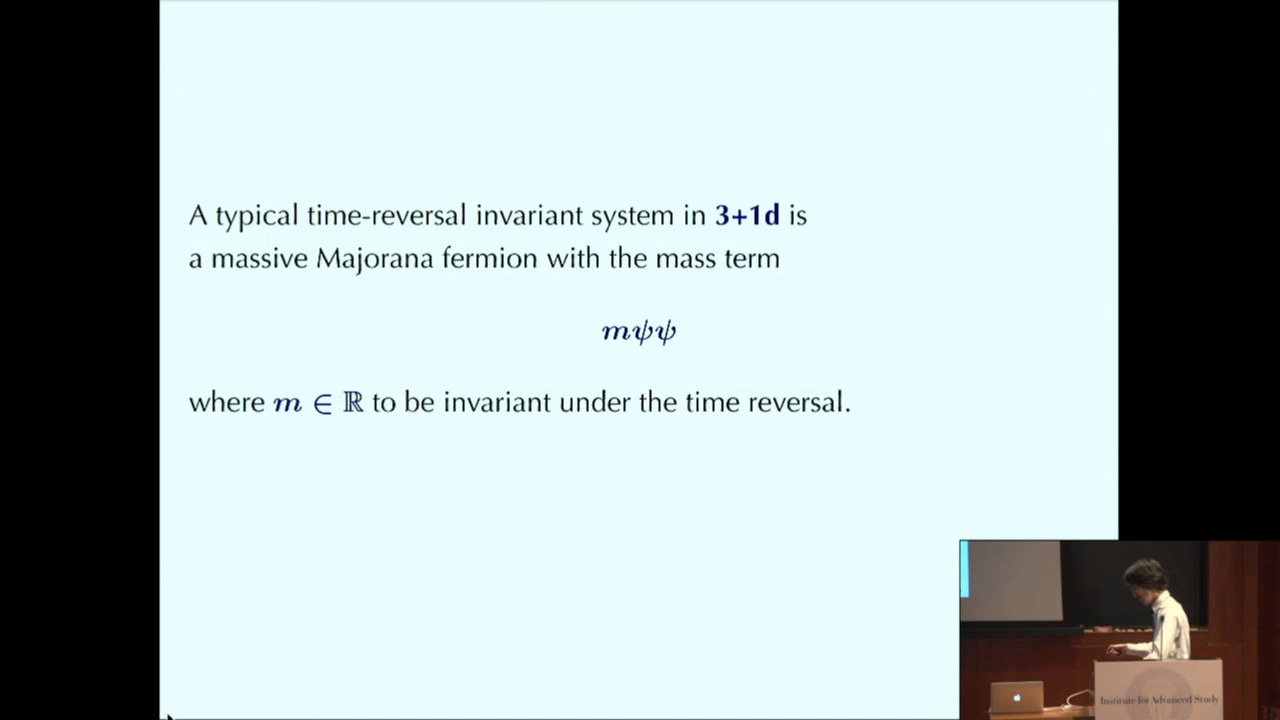 A typical time-reversal invariant system in 3+1d is
a massive Majorana fermion with the mass term
mψψ
where m ∈ ℝ to be invariant under the time reversal.
Institute for Advanced Study